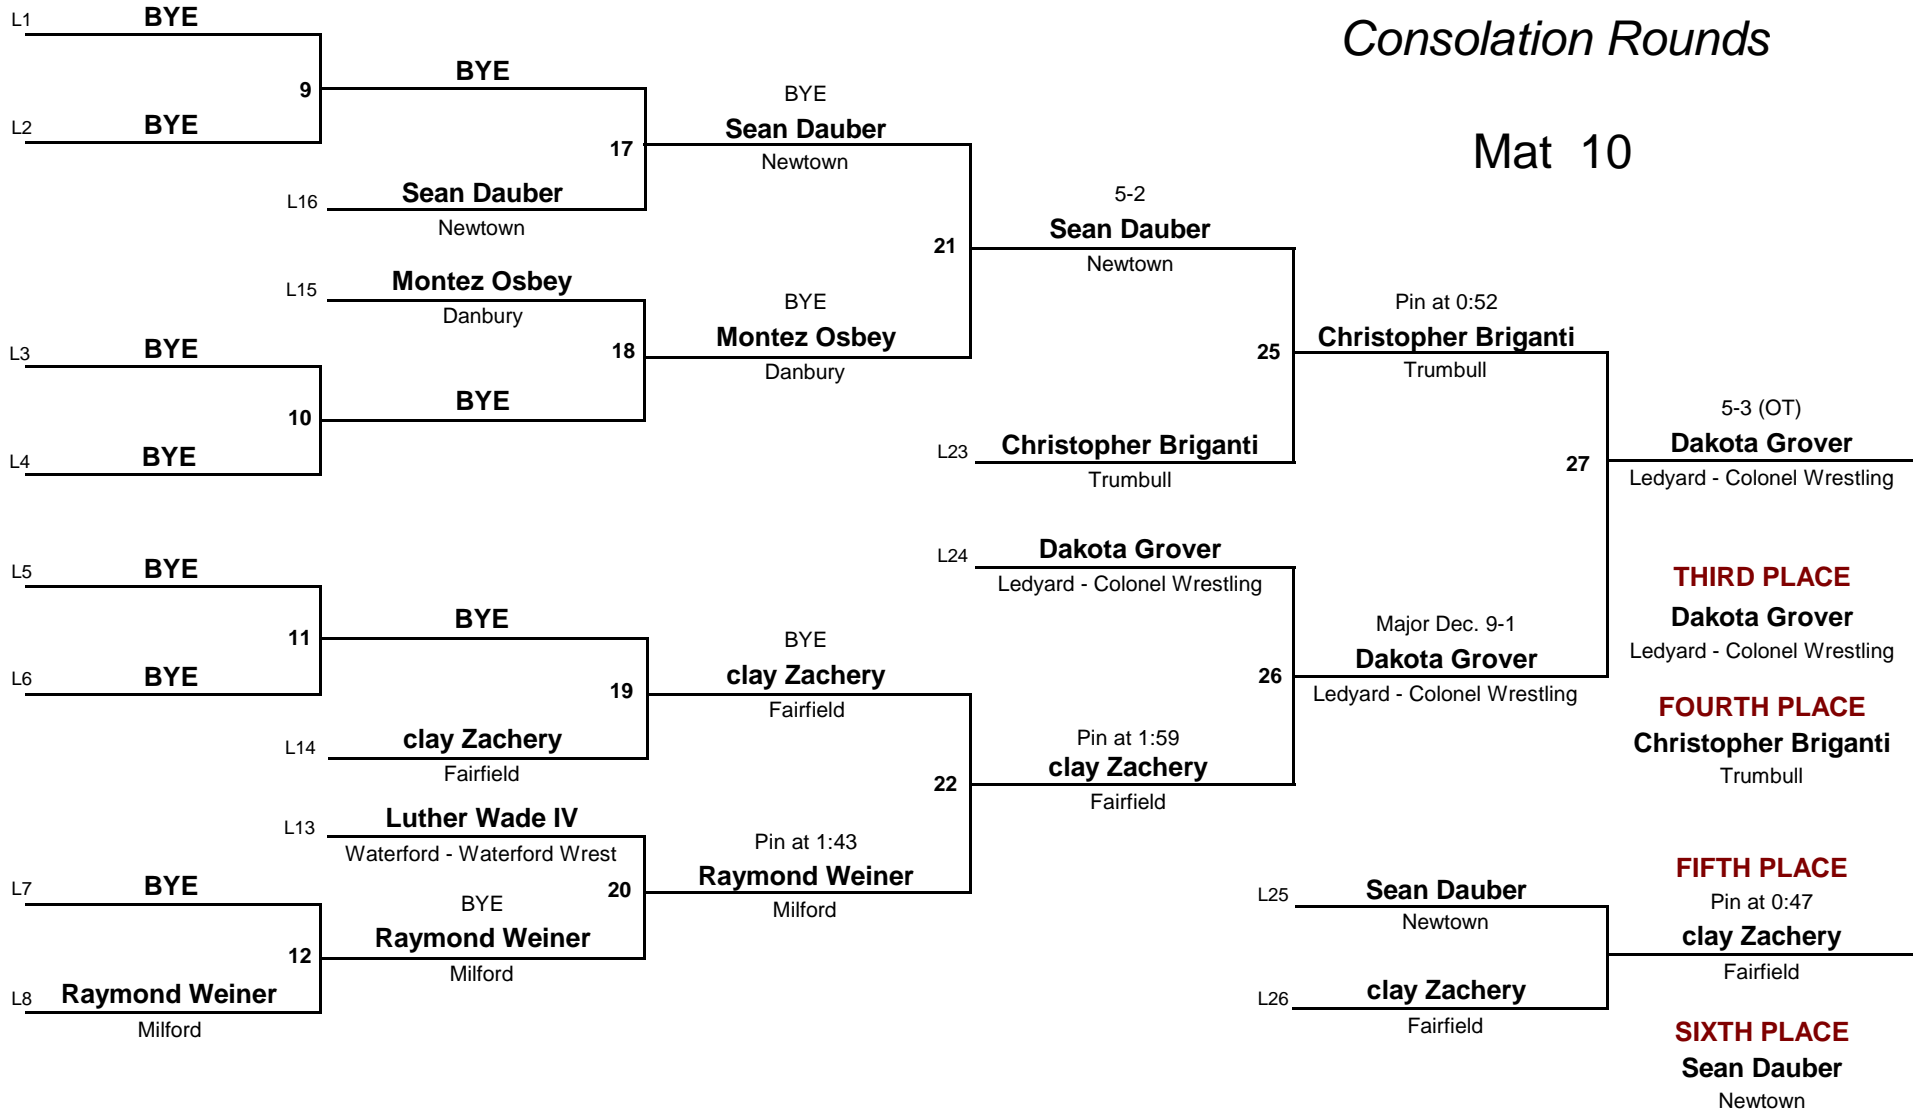 Consolation Rounds
Mat 10
L1 BYE
9
L2 BYE
BYE
17
L16 Sean Dauber
Newtown
BYE
Sean Dauber
Newtown
L15 Montez Osbey
Danbury
L3 BYE
10
L4 BYE
BYE
18
BYE
Montez Osbey
Danbury
21
5-2
Sean Dauber
Newtown
L23 Christopher Briganti
Trumbull
25
Pin at 0:52
Christopher Briganti
Trumbull
L5 BYE
11
L6 BYE
BYE
19
L14 clay Zachery
Fairfield
BYE
clay Zachery
Fairfield
L13 Luther Wade IV
Waterford - Waterford Wrest
L7 BYE
12
L8 Raymond Weiner
Milford
BYE
Raymond Weiner
Milford
20
Pin at 1:43
Raymond Weiner
Milford
22
L24 Dakota Grover
Ledyard - Colonel Wrestling
Pin at 1:59
clay Zachery
Fairfield
26
Major Dec. 9-1
Dakota Grover
Ledyard - Colonel Wrestling
27
5-3 (OT)
Dakota Grover
Ledyard - Colonel Wrestling
THIRD PLACE
Dakota Grover
Ledyard - Colonel Wrestling
FOURTH PLACE
Christopher Briganti
Trumbull
L25 Sean Dauber
Newtown
L26 clay Zachery
Fairfield
FIFTH PLACE
Pin at 0:47
clay Zachery
Fairfield
SIXTH PLACE
Sean Dauber
Newtown